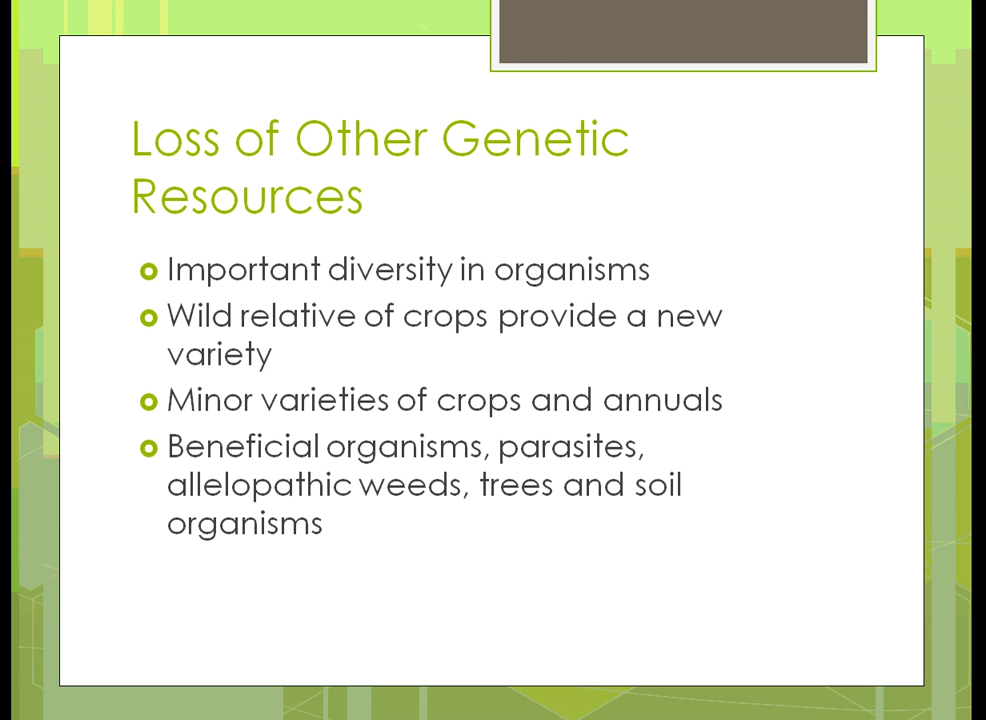 Loss of Other Genetic
Resources
Important diversity in organisms
Wild relative of crops provide a new
variety
Minor varieties of crops and annuals
Beneficial organisms, parasites,
allelopathic weeds, trees and soil
organisms